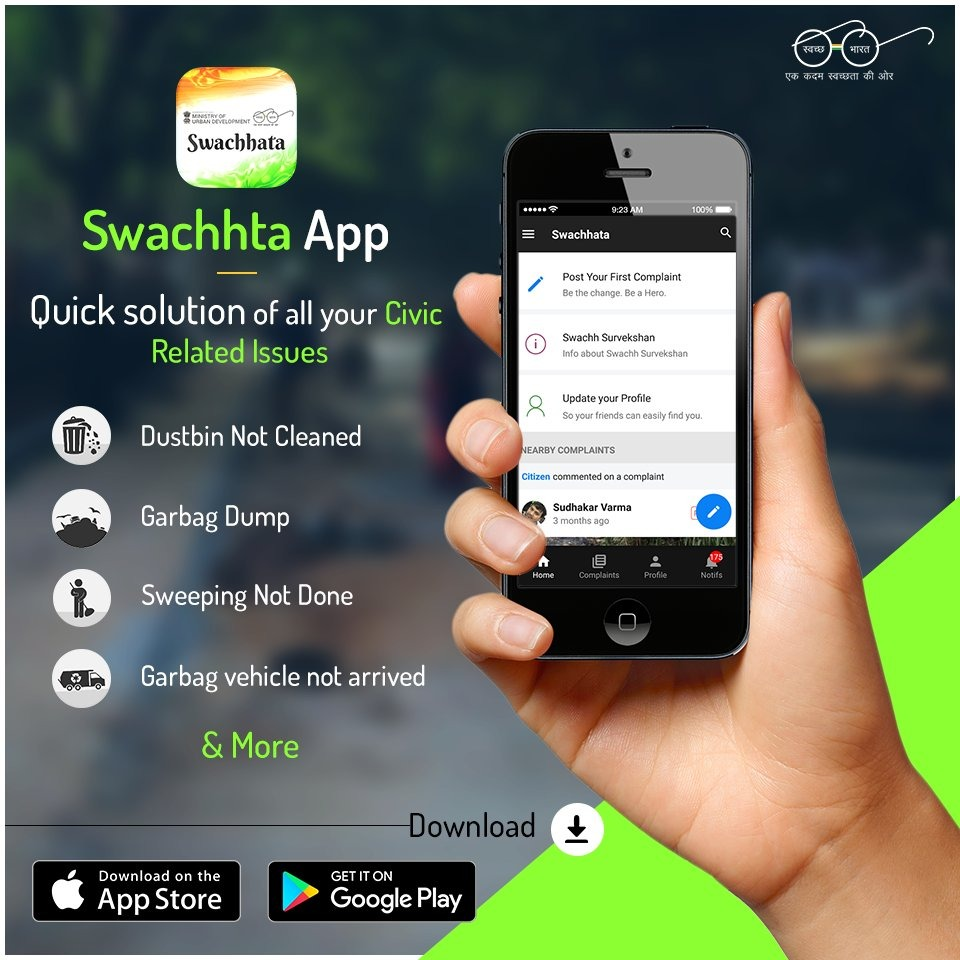 स्वच्छ भारत
एक कदम स्वच्छता की ओर
MINISTRY OF
URBAN DEVELOPMENT
Swachhata
Swachhta App
Quick solution of all your Civic
Related Issues
Dustbin Not Cleaned
Garbag Dump
Sweeping Not Done
Garbag vehicle not arrived
& More
9:23 AM
100%
Swachhata
Post Your First Complaint
Be the change. Be a Hero.
Swachh Survekshan
Info about Swachh Survekshan
Update your Profile
So your friends can easily find you.
NEARBY COMPLAINTS
Citizen commented on a complaint
Sudhakar Varma
3 months ago
175
Home Complaints Profile Notifs
Download
Download on the
App Store
GET IT ON
Google Play